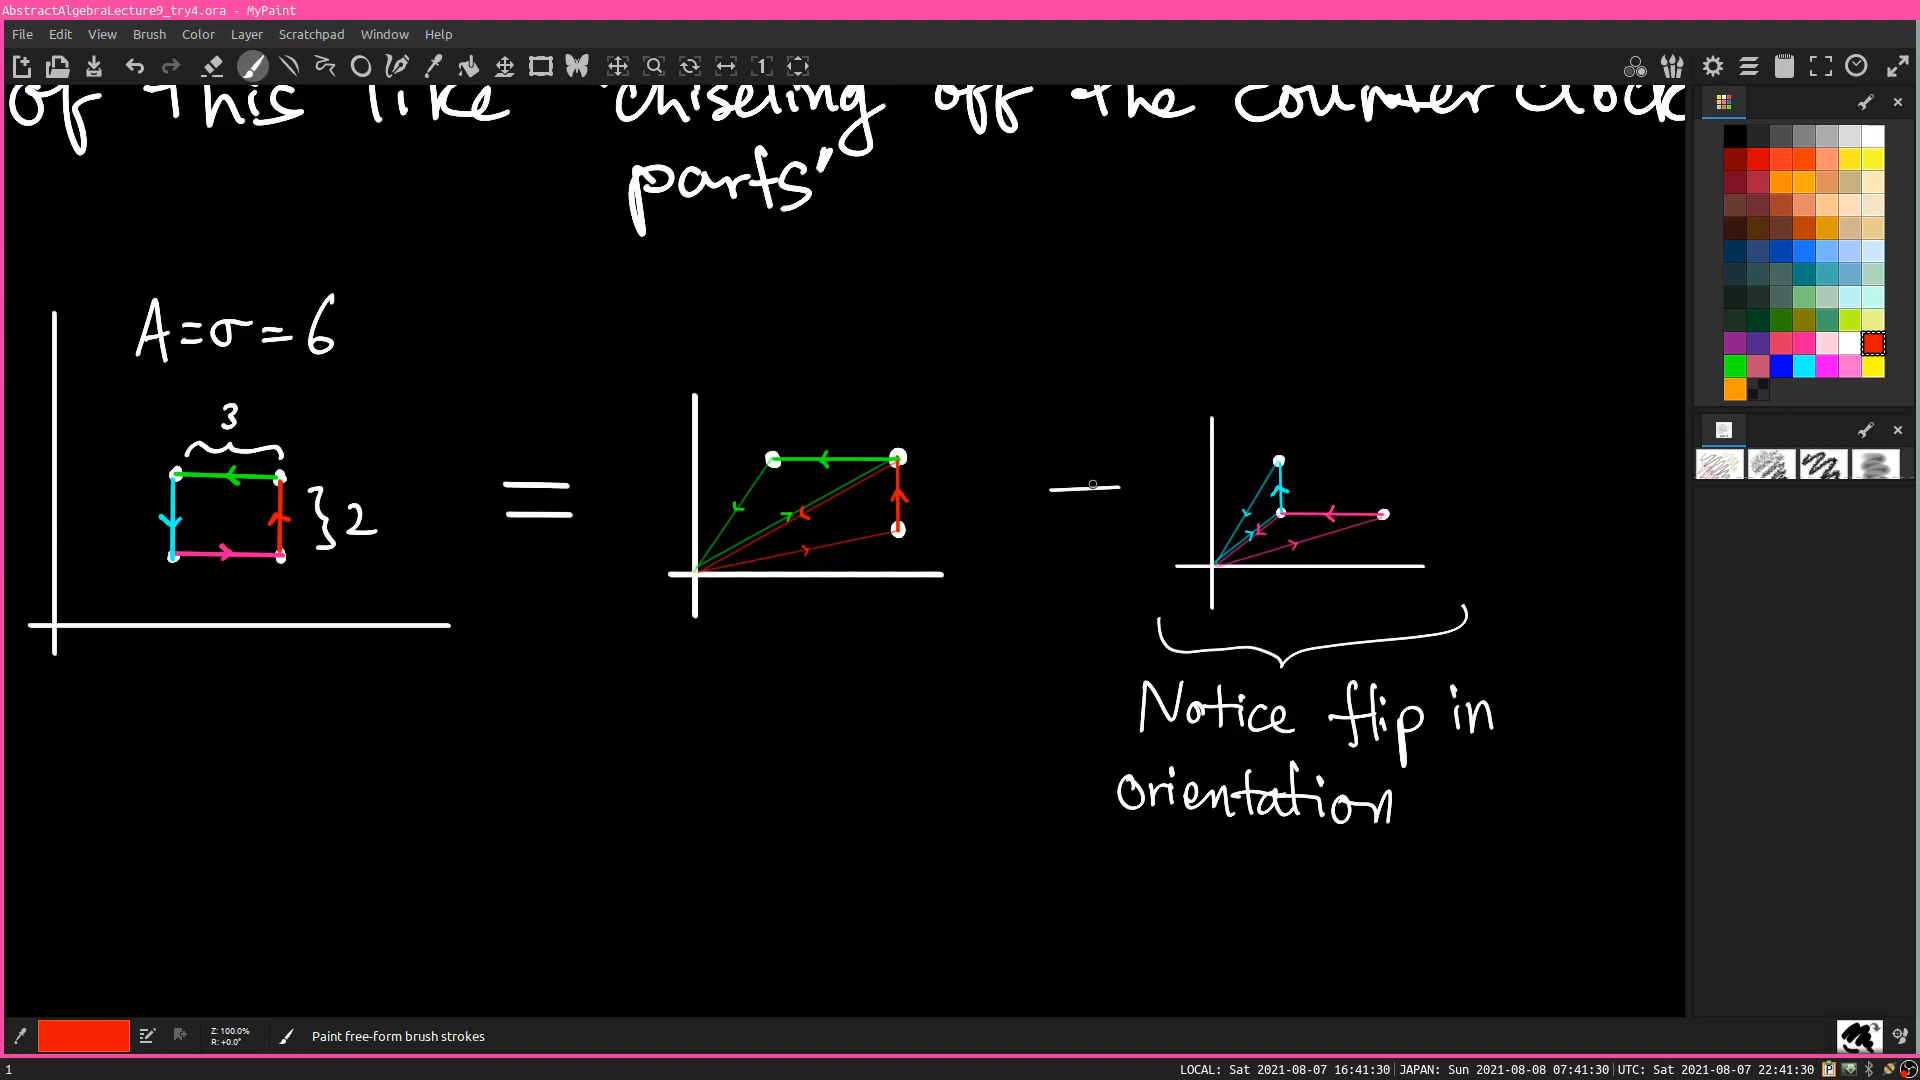 AbstractAlgebraLecture9_try4.ora - MyPaint
File Edit View Brush Color Layer Scratchpad Window Help
of this like "chiseling off the counter clock
parts"
A=σ=6
3
2
=
—
Notice flip in
orientation
Z: 100.0%
R: +0.0°
Paint free-form brush strokes
1
LOCAL: Sat 2021-08-07 16:41:30 | JAPAN: Sun 2021-08-08 07:41:30 | UTC: Sat 2021-08-07 22:41:30